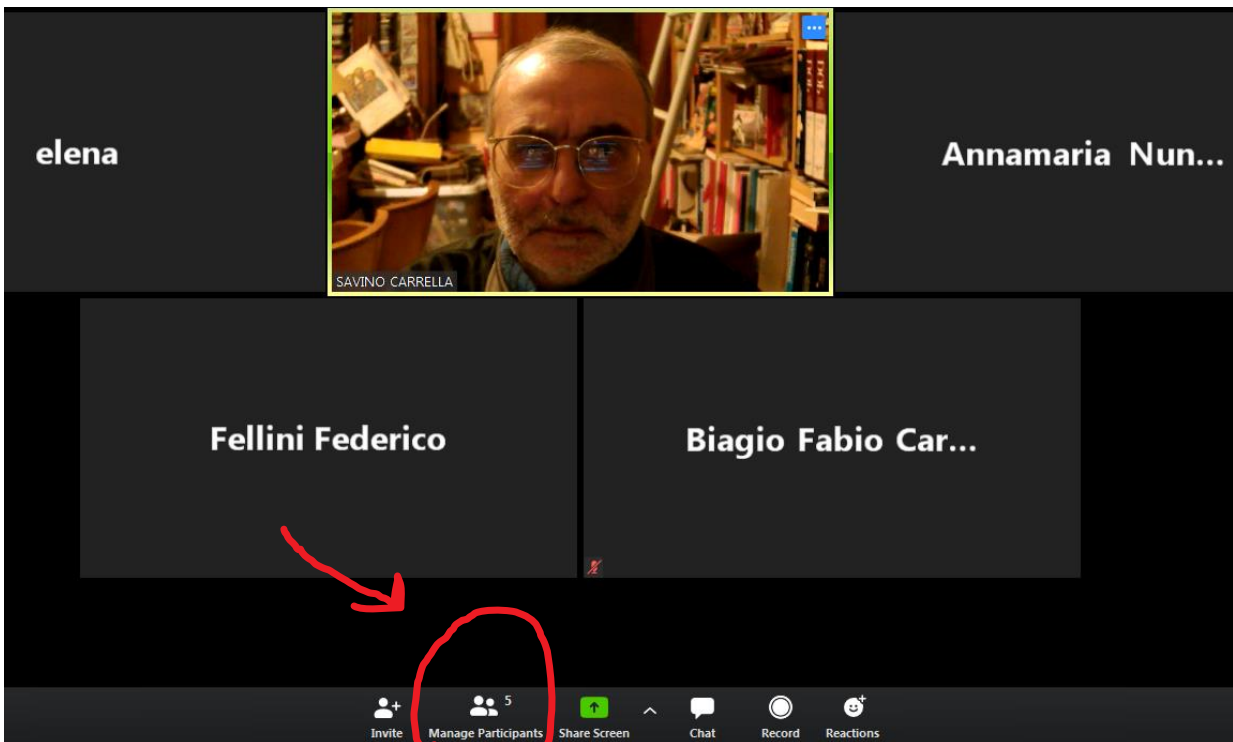 elena
Annamaria Nun...
SAVINO CARRELLA
Fellini Federico
Biagio Fabio Car...
5
Invite
Manage Participants
Share Screen
Chat
Record
Reactions